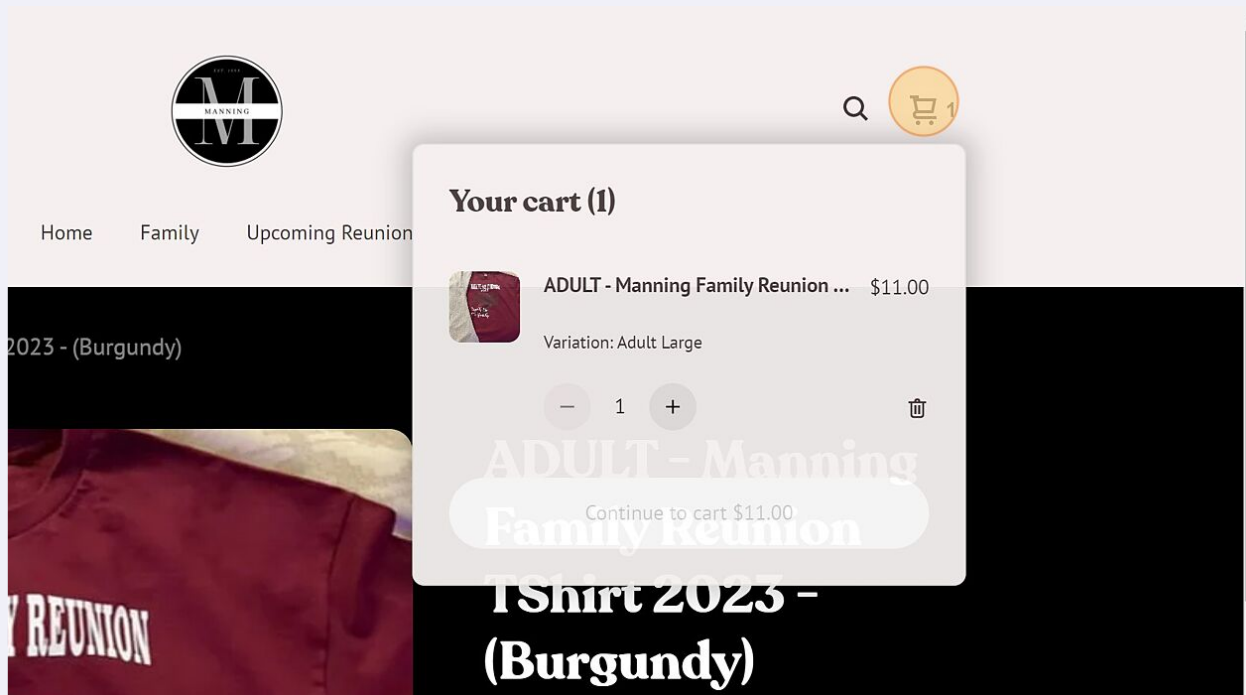 EST. 1895
M
MANNING
1
Your cart (1)
Home
Family
Upcoming Reunion
ADULT - Manning Family Reunion ...
$11.00
Variation: Adult Large
2023 - (Burgundy)
1
ADULT - Manning
Continue to cart $11.00
Family Reunion
TShirt 2023 -
(Burgundy)
Y REUNION